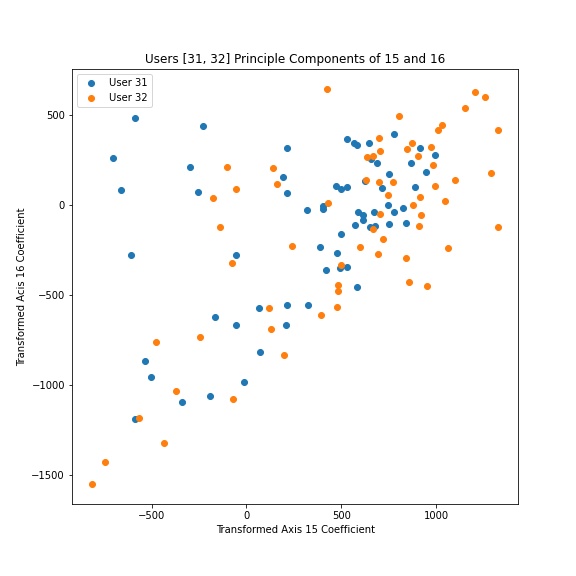 Users [31, 32] Principle Components of 15 and 16
User 31
User 32
Transformed Acis 16 Coefficient
500
0
−500
−1000
−1500
−500
0
500
1000
Transformed Axis 15 Coefficient